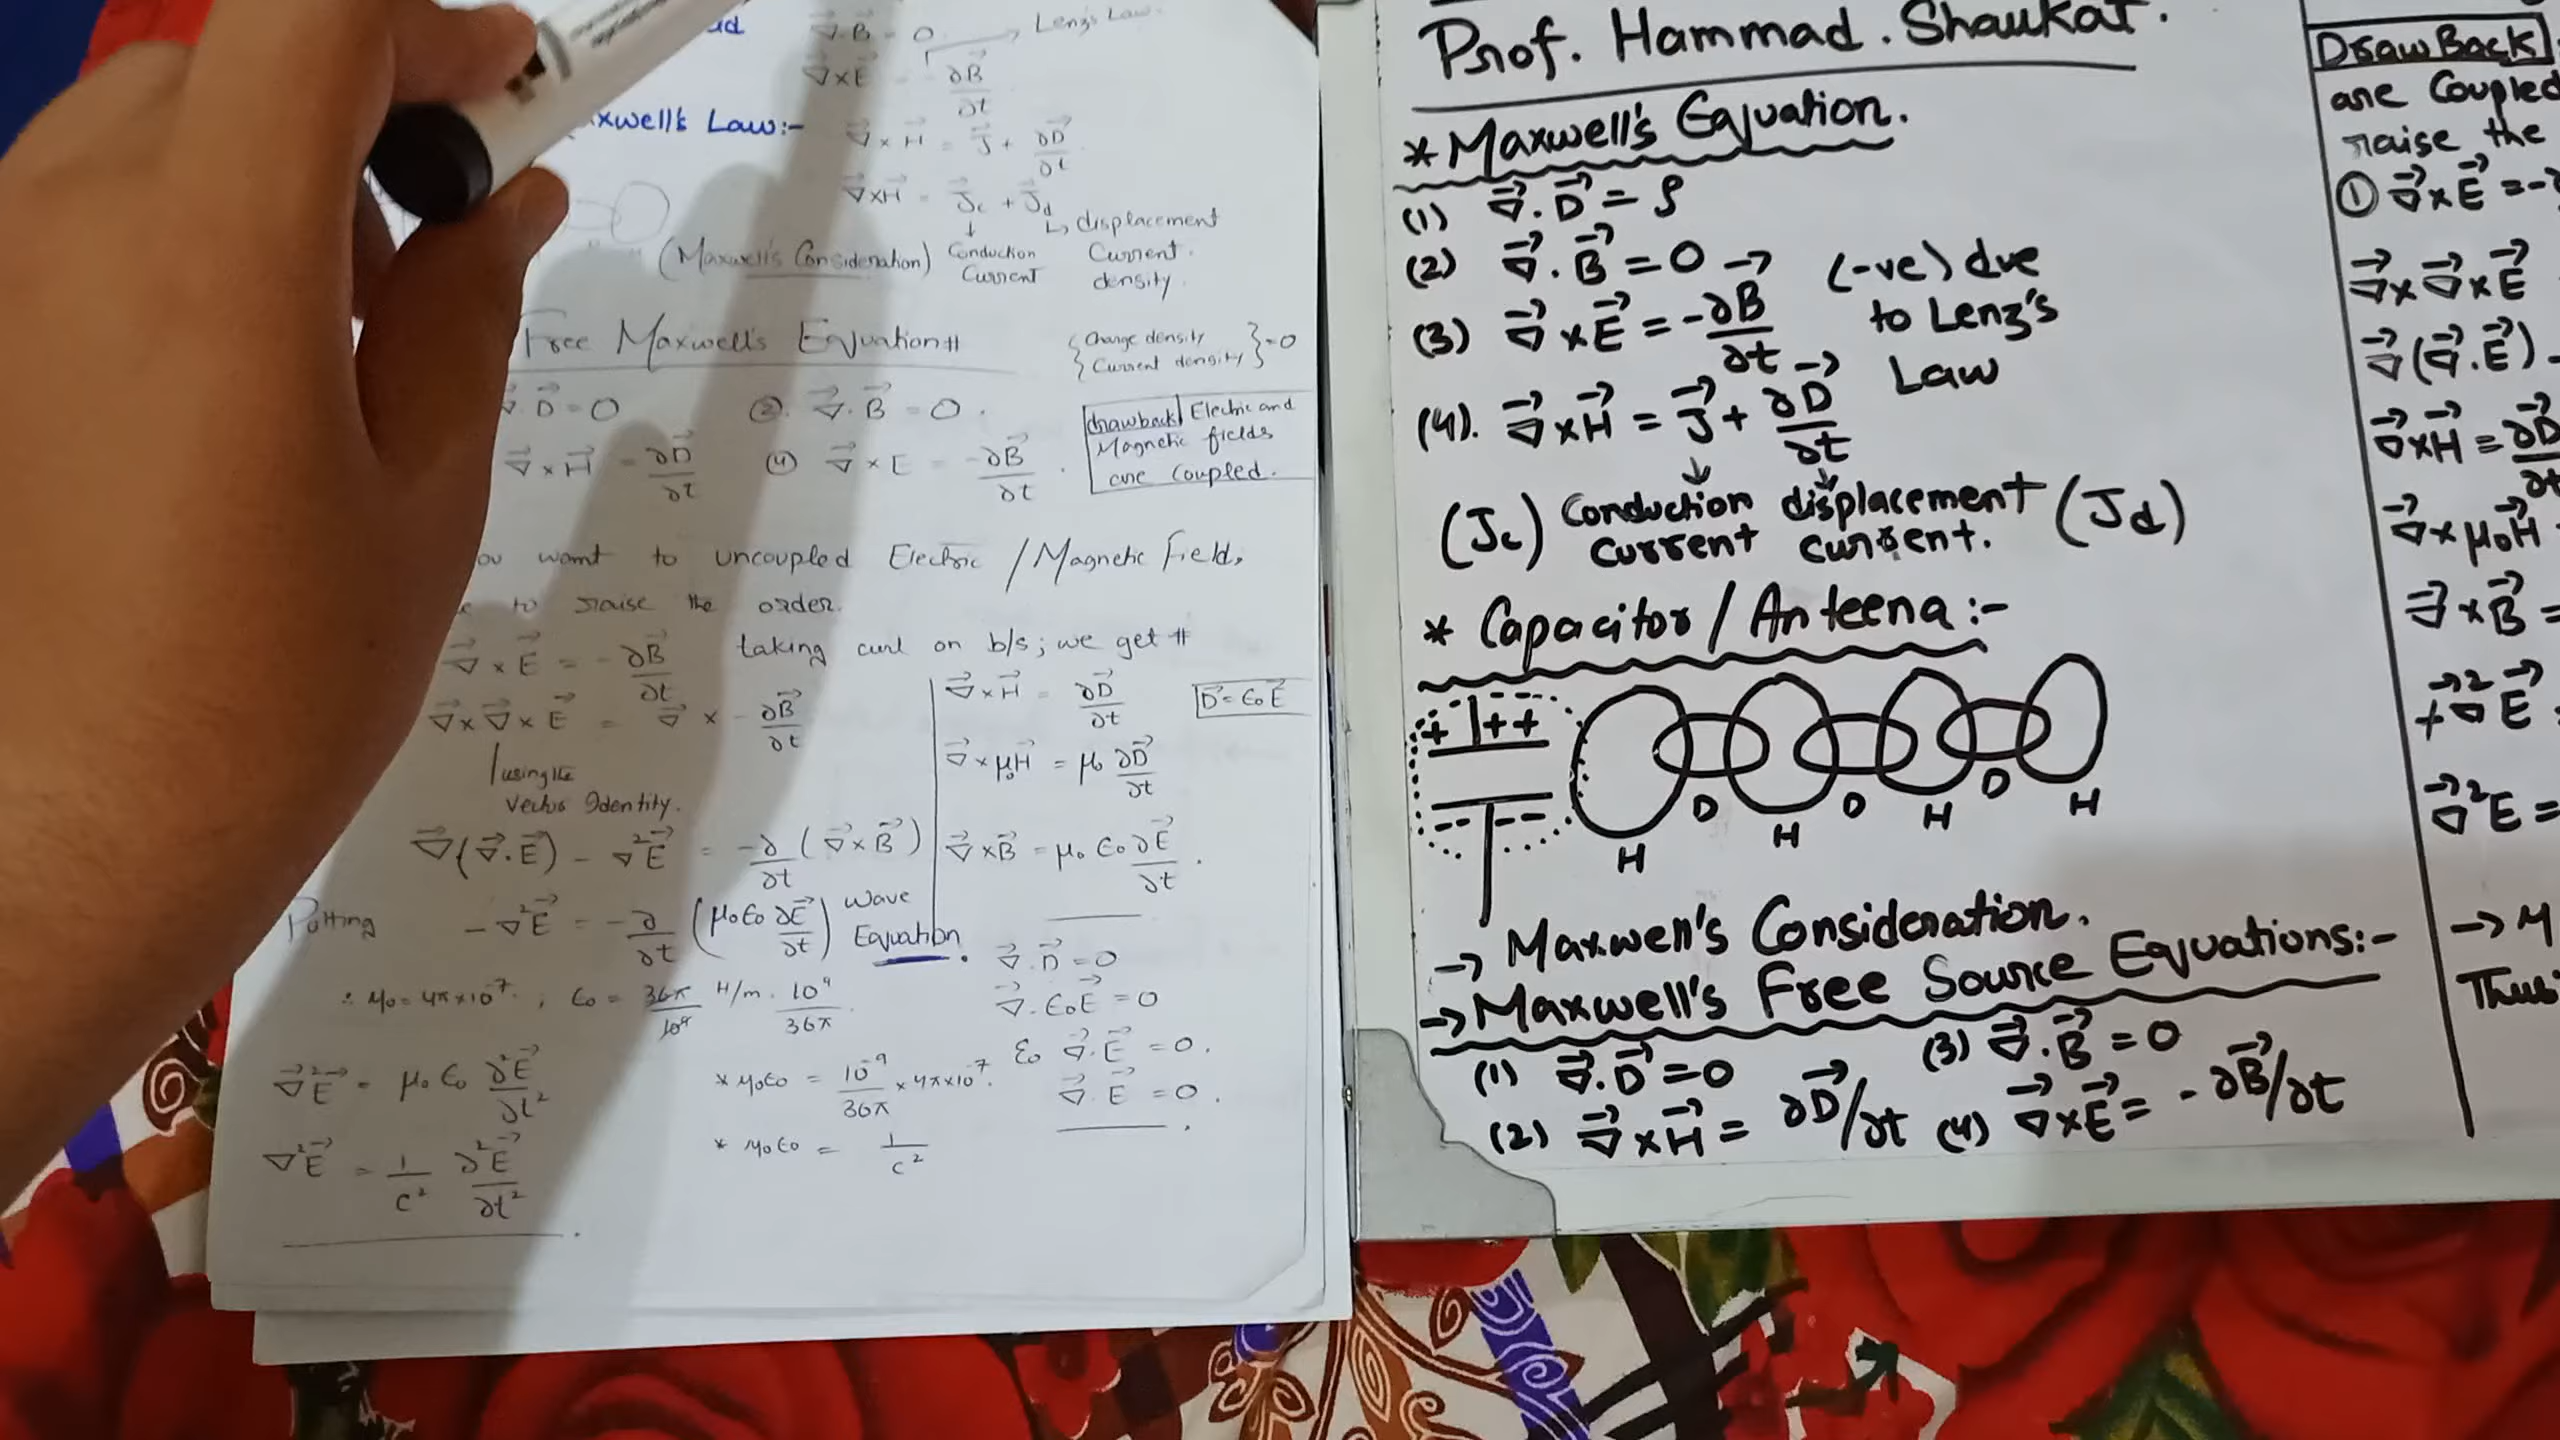 ∇⃗.B⃗ = 0
Lenz's Law.
∇⃗×E⃗ = -∂B⃗/∂t
xwell's Law:-
∇⃗×H⃗ = J⃗ + ∂D⃗/∂t
∇⃗×H⃗ = J⃗c + J⃗d
(Maxwell's Consideration)
Conduction
Current
displacement
Current.
density.
Free Maxwell's Equation#
{Charge density
Current density} = 0
∇⃗.D⃗ = 0
②. ∇⃗.B⃗ = 0.
∇⃗×H⃗ = ∂D⃗/∂t
(4) ∇⃗×E = -∂B⃗/∂t.
drawback| Electric and
Magnetic fields
are Coupled.
ou want to uncoupled Electric / Magnetic Field,
e to raise the order.
∇⃗×E⃗ = -∂B⃗/∂t
taking curl on b/s; we get #
∇⃗×∇⃗×E⃗ = ∇⃗× -∂B⃗/∂t
using the
Vector Identity.
∇⃗(∇⃗.E⃗) - ∇²E⃗ = -∂/∂t (∇⃗×B⃗)
Putting -∇²E⃗ = -∂/∂t (μ₀ϵ₀ ∂E⃗/∂t)
Wave
Equation.
∴ μ₀ = 4π×10⁻⁷, ϵ₀ = 36π/10⁹ H/m. 10⁹/36π.
∇⃗²E⃗ = μ₀ϵ₀ ∂²E⃗/∂t²
∇²E⃗ = 1/c² ∂²E⃗/∂t²
∇⃗×H⃗ = ∂D⃗/∂t
D⃗=ϵ₀E⃗
∇⃗×μ₀H⃗ = μ₀ ∂D⃗/∂t
∇⃗×B⃗ = μ₀ϵ₀ ∂E⃗/∂t.
∇⃗.D⃗ = 0
∇⃗.ϵ₀E⃗ = 0
ϵ₀ ∇⃗.E⃗ = 0.
∇⃗.E⃗ = 0.
* μ₀ϵ₀ = 10⁻⁹/36π × 4π×10⁻⁷.
* μ₀ϵ₀ = 1/c²
Prof. Hammad. Shaukat.
* Maxwell's Equation.
(1) ∇⃗.D⃗ = ρ
(2) ∇⃗.B⃗ = 0
(3) ∇⃗×E⃗ = -∂B⃗/∂t
(-ve) due
to Lenz's
Law
(4). ∇⃗×H⃗ = J⃗ + ∂D⃗/∂t
(Jc) Conduction displacement (Jd)
Current current.
* Capacitor / Anteena:-
+ ++
D D D
H H H H
→ Maxwell's Consideration.
→ Maxwell's Free Source Equations:-
(1) ∇⃗.D⃗ = 0 (3) ∇⃗.B⃗ = 0
(2) ∇⃗×H⃗ = ∂D⃗/∂t (4) ∇⃗×E⃗ = -∂B⃗/∂t
DrawBack
are Coupled
raise the
① ∇⃗×E⃗ = -
∇⃗×∇⃗×E⃗
∇⃗(∇⃗.E⃗) -
∇⃗×H⃗ = ∂D⃗/∂t
∇⃗×μ₀H⃗
∇⃗×B⃗ =
+∇⃗²E⃗
∇⃗²E =
→ M
Thus